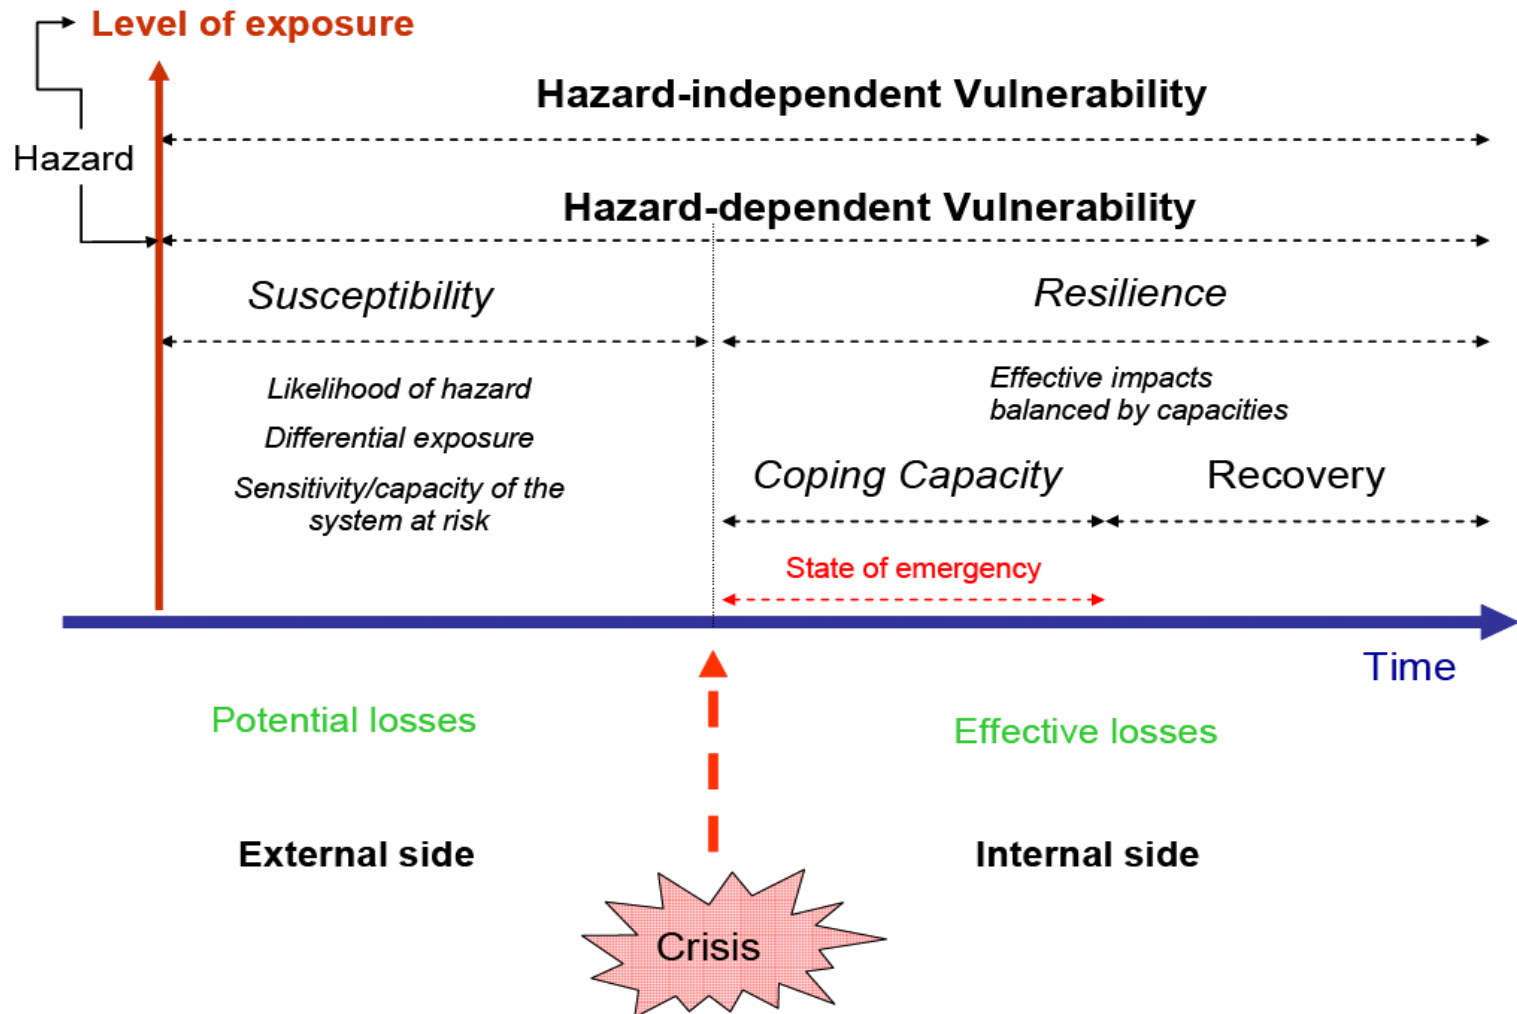 Level of exposure
Hazard-independent Vulnerability
Hazard
Hazard-dependent Vulnerability
Susceptibility
Resilience
Likelihood of hazard
Differential exposure
Sensitivity/capacity of the
system at risk
Effective impacts
balanced by capacities
Coping Capacity
Recovery
State of emergency
Time
Potential losses
Effective losses
External side
Internal side
Crisis